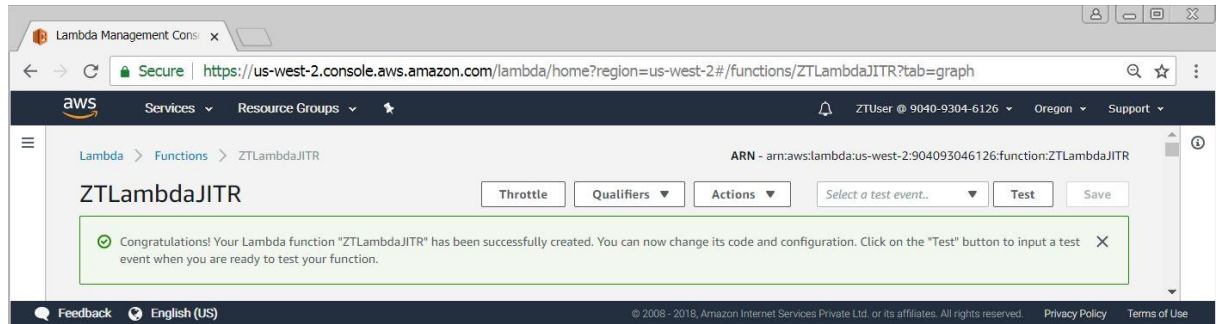 Lambda Management Cons
Secure | https://us-west-2.console.aws.amazon.com/lambda/home?region=us-west-2#/functions/ZTLambdaJITR?tab=graph
aws Services Resource Groups ZTUser @ 9040-9304-6126 Oregon Support
Lambda > Functions > ZTLambdaJITR ARN - arn:aws:lambda:us-west-2:904093046126:function:ZTLambdaJITR
ZTLambdaJITR Throttle Qualifiers Actions Select a test event.. Test Save
Congratulations! Your Lambda function "ZTLambdaJITR" has been successfully created. You can now change its code and configuration. Click on the "Test" button to input a test
event when you are ready to test your function.
Feedback English (US) © 2008 - 2018, Amazon Internet Services Private Ltd. or its affiliates. All rights reserved. Privacy Policy Terms of Use